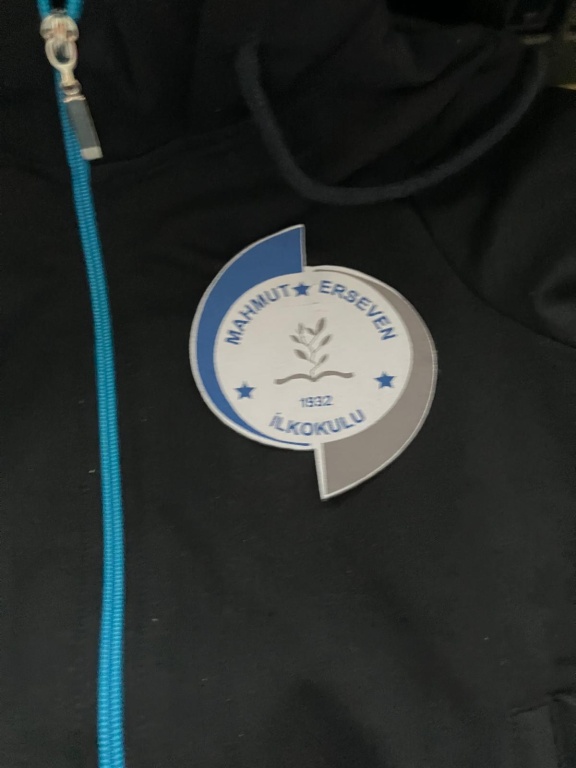 MAHMUT ERSEVEN
1932
İLKOKULU